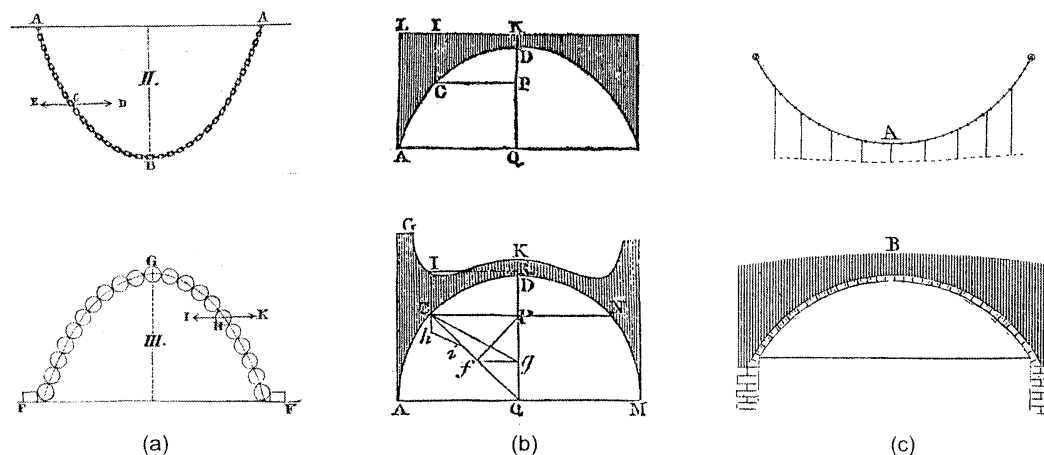 A A
II.
E C D
B
G
I H K
III.
F F
(a)
L I K
D
C P
A Q
G
I K
R
D
E P N
h i f g
A Q M
(b)
A
B
(c)